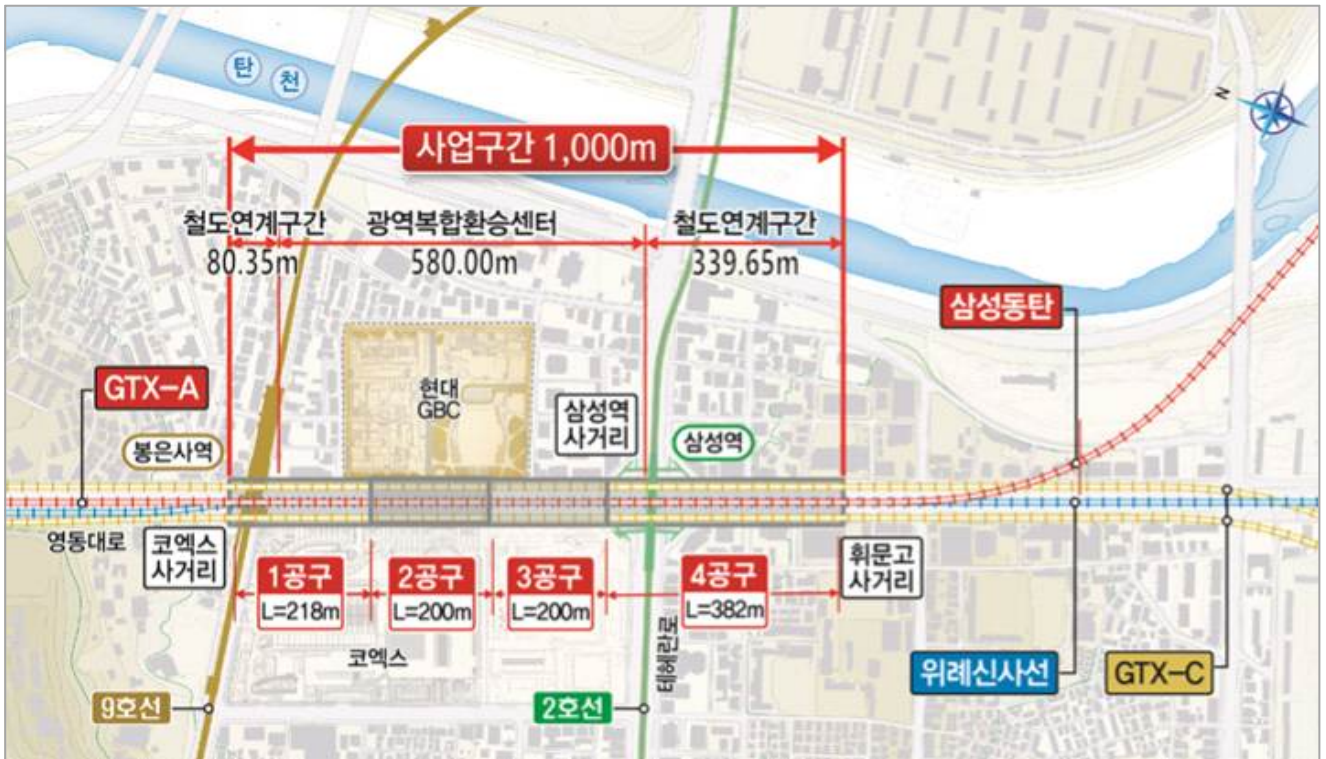 탄 천
N
사업구간 1,000m
철도연계구간
80.35m
광역복합환승센터
580.00m
철도연계구간
339.65m
삼성동탄
GTX-A
현대
GBC
삼성역
사거리
봉은사역
삼성역
영동대로
코엑스
사거리
1공구
L=218m
2공구
L=200m
3공구
L=200m
4공구
L=382m
휘문고
사거리
코엑스
테헤란로
위례신사선
GTX-C
9호선
2호선